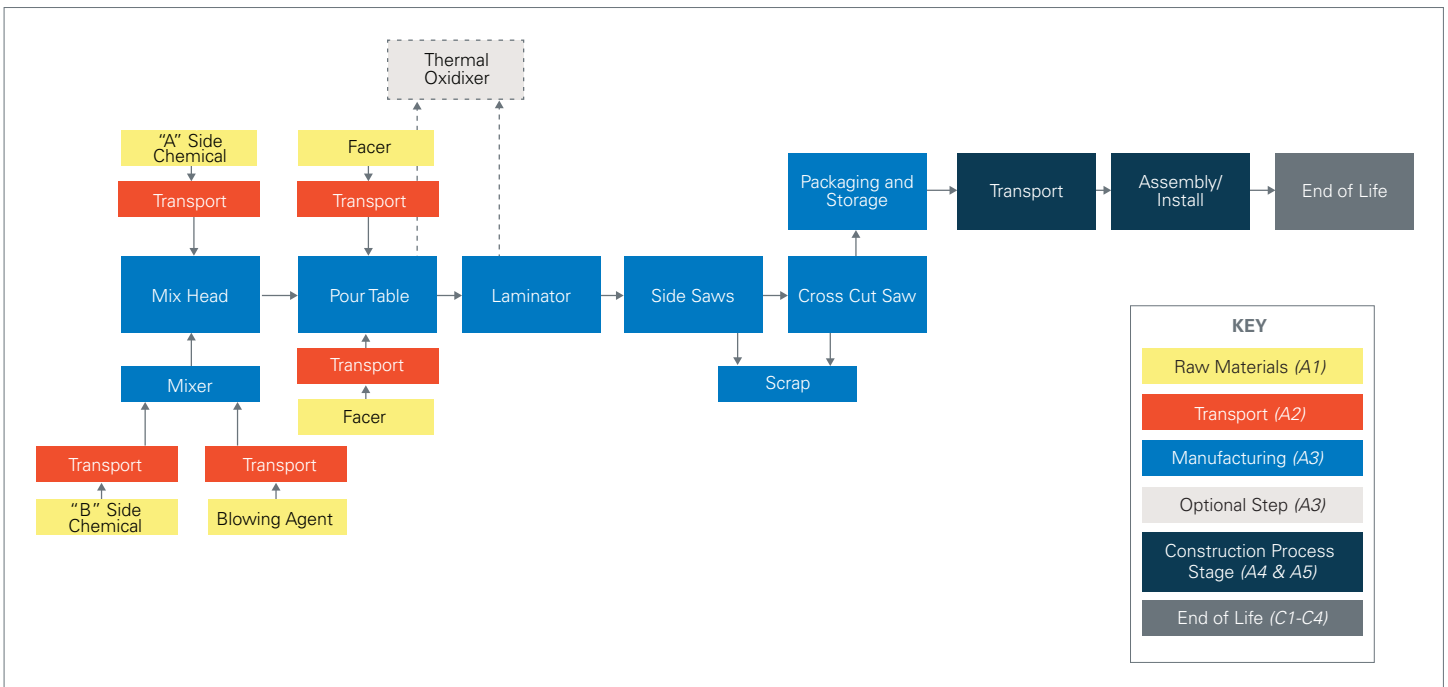 Thermal
Oxidixer
“A” Side
Chemical
Facer
Transport
Transport
Packaging and
Storage
Transport
Assembly/
Install
End of Life
Mix Head
Pour Table
Laminator
Side Saws
Cross Cut Saw
Transport
Mixer
Scrap
Facer
Transport
Transport
“B” Side
Chemical
Blowing Agent
KEY
Raw Materials (A1)
Transport (A2)
Manufacturing (A3)
Optional Step (A3)
Construction Process
Stage (A4 & A5)
End of Life (C1-C4)